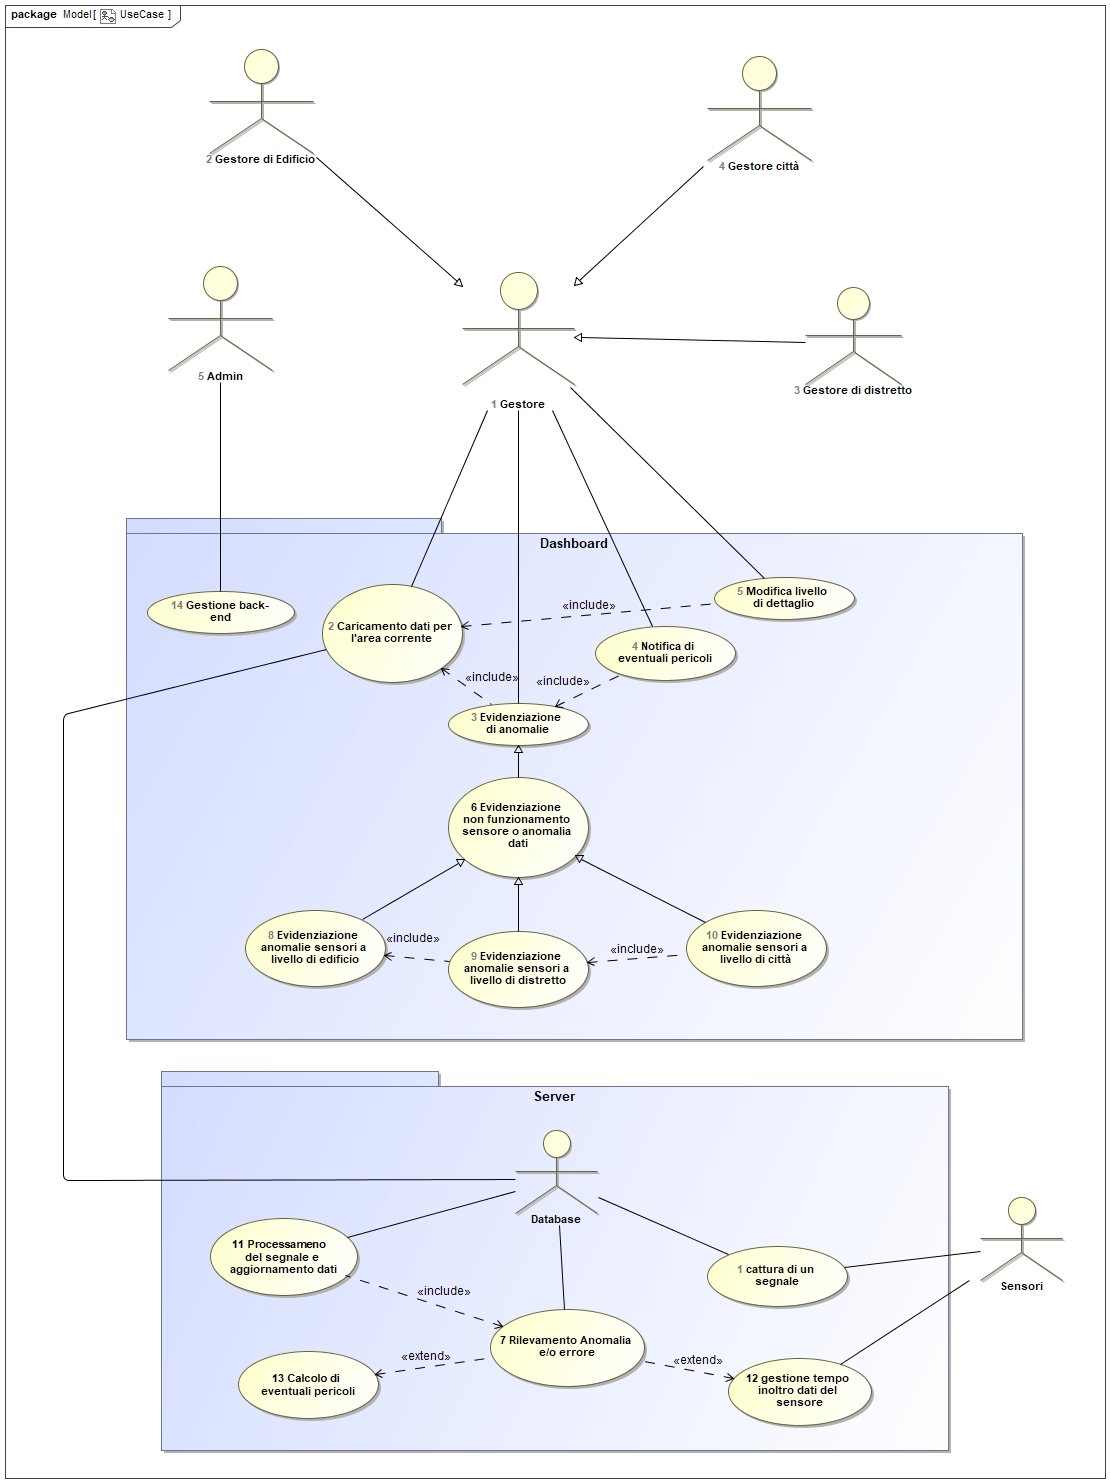 package Model[ UseCase ]
2 Gestore di Edificio
4 Gestore città
5 Admin
1 Gestore
3 Gestore di distretto
Dashboard
14 Gestione back-
end
2 Caricamento dati per
l'area corrente
«include»
5 Modifica livello
di dettaglio
4 Notifica di
eventuali pericoli
«include»
«include»
3 Evidenziazione
di anomalie
6 Evidenziazione
non funzionamento
sensore o anomalia
dati
8 Evidenziazione
anomalie sensori a
livello di edificio
«include»
9 Evidenziazione
anomalie sensori a
livello di distretto
«include»
10 Evidenziazione
anomalie sensori a
livello di città
Server
Database
11 Processameno
del segnale e
aggiornamento dati
1 cattura di un
segnale
Sensori
«include»
7 Rilevamento Anomalia
e/o errore
«extend»
«extend»
13 Calcolo di
eventuali pericoli
12 gestione tempo
inoltro dati del
sensore